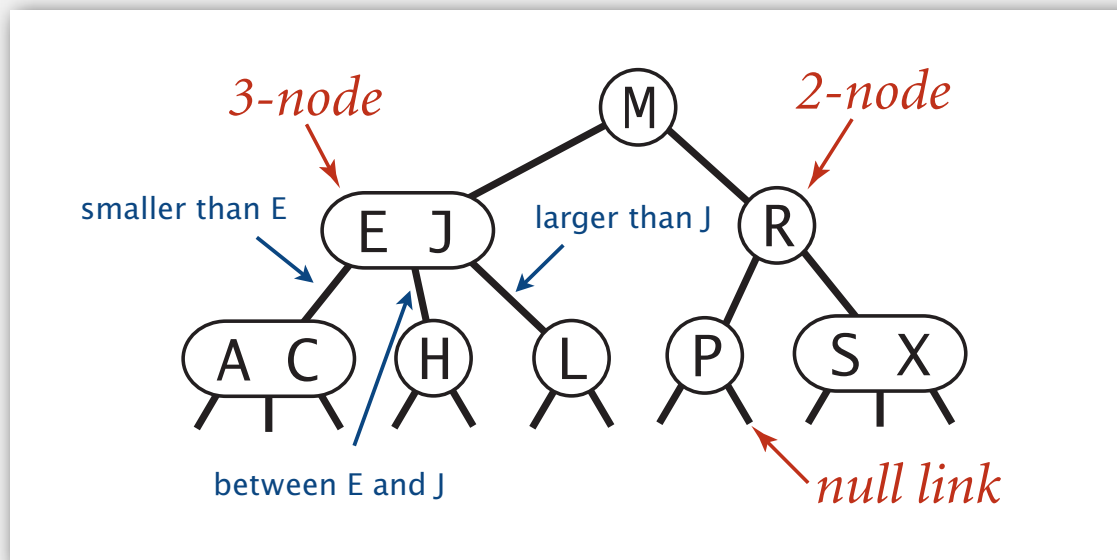 3-node
M
2-node
smaller than E
E J
larger than J
R
A C
H
L
P
S X
between E and J
null link